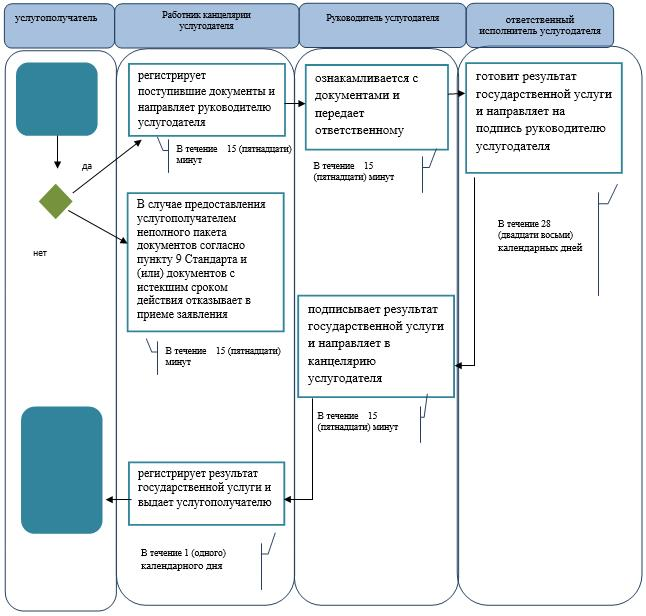 услугополучатель
Работник канцелярии
услугодателя
Руководитель услугодателя
ответственный
исполнитель услугодателя
регистрирует
поступившие документы и
направляет руководителю
услугодателя
ознакамливается с
документами и
передает
ответственному
готовит результат
государственной услуги
и направляет на
подпись руководителю
услугодателя
да
В течение 15 (пятнадцати)
минут
В течение 15
(пятнадцати) минут
В случае предоставления
услугополучателем
неполного пакета
документов согласно
пункту 9 Стандарта и
(или) документов с
истекшим сроком
действия отказывает в
приеме заявления
В течение 28
(двадцати восьми)
календарных дней
нет
подписывает результат
государственной услуги
и направляет в
канцелярию
услугодателя
В течение 15 (пятнадцати)
минут
В течение 15
(пятнадцати) минут
регистрирует результат
государственной услуги и
выдает услугополучателю
В течение 1 (одного)
календарного дня